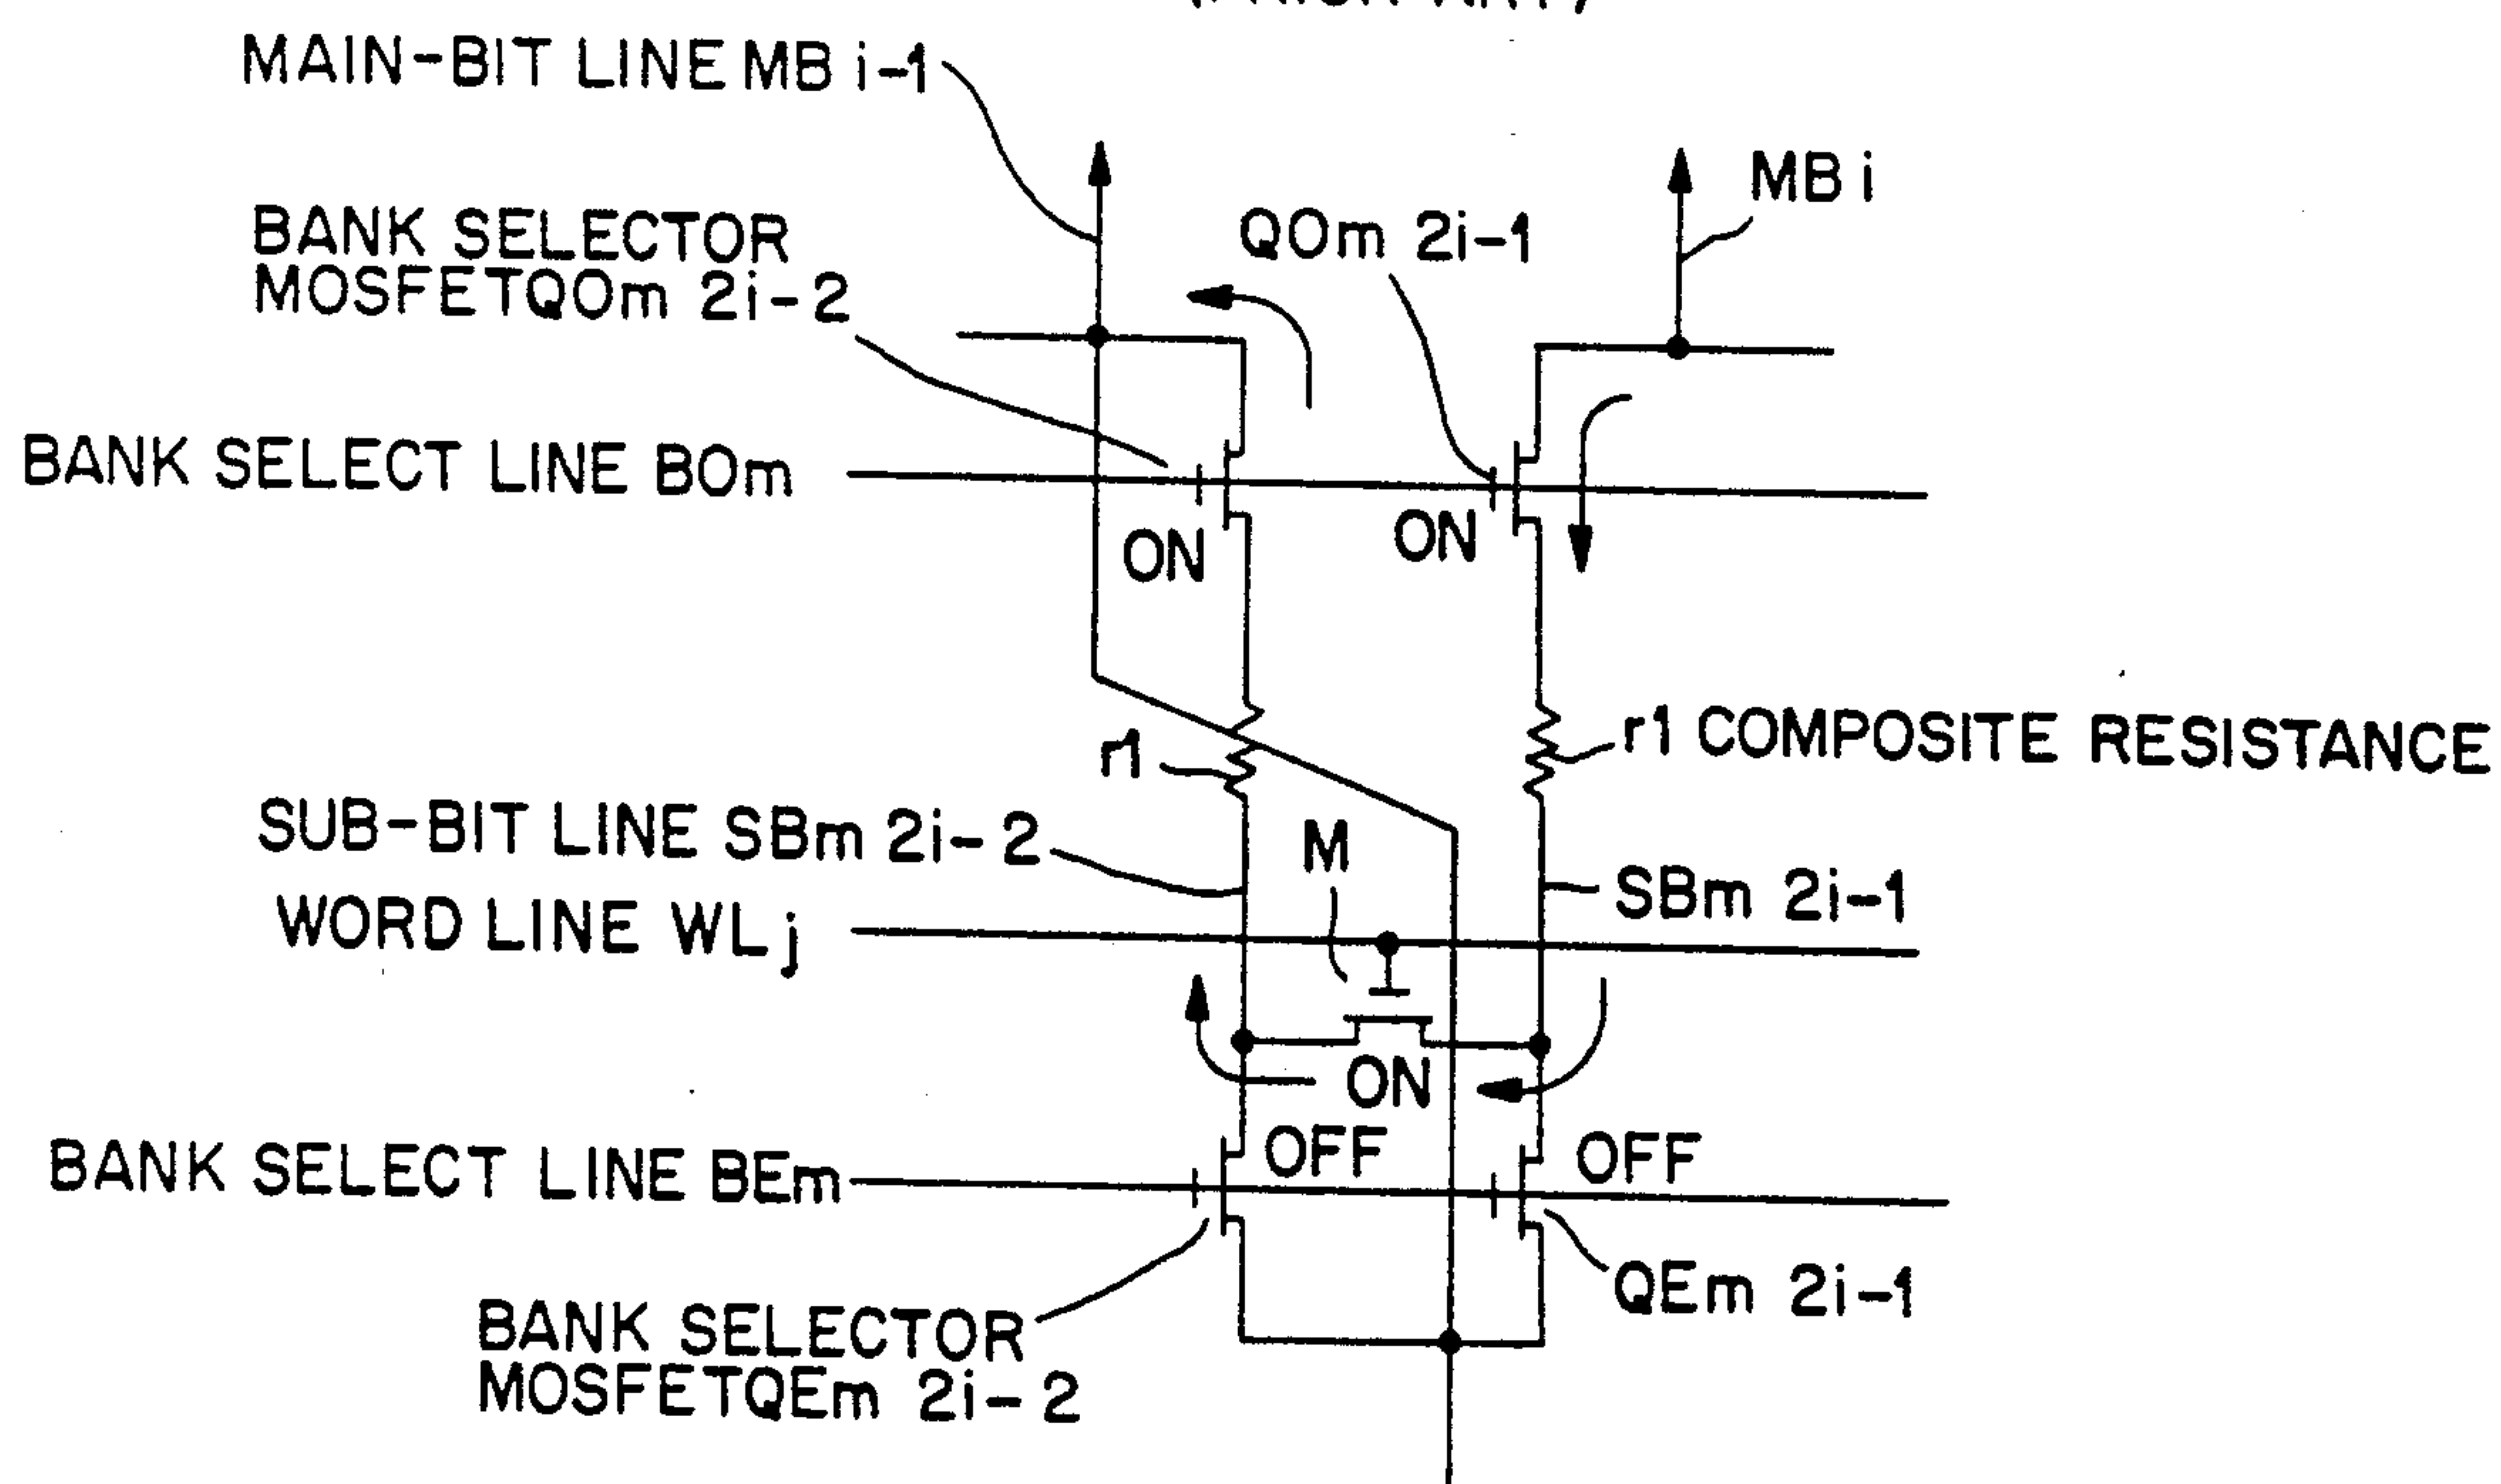 MAIN-BIT LINE MB i-1
MB i
BANK SELECTOR
MOSFETQOm 2i-2
QOm 2i-1
BANK SELECT LINE BOm
ON
ON
r1
r1 COMPOSITE RESISTANCE
SUB-BIT LINE SBm 2i-2
M
SBm 2i-1
WORD LINE WLj
ON
OFF
OFF
BANK SELECT LINE BEm
QEm 2i-1
BANK SELECTOR
MOSFETQEm 2i-2